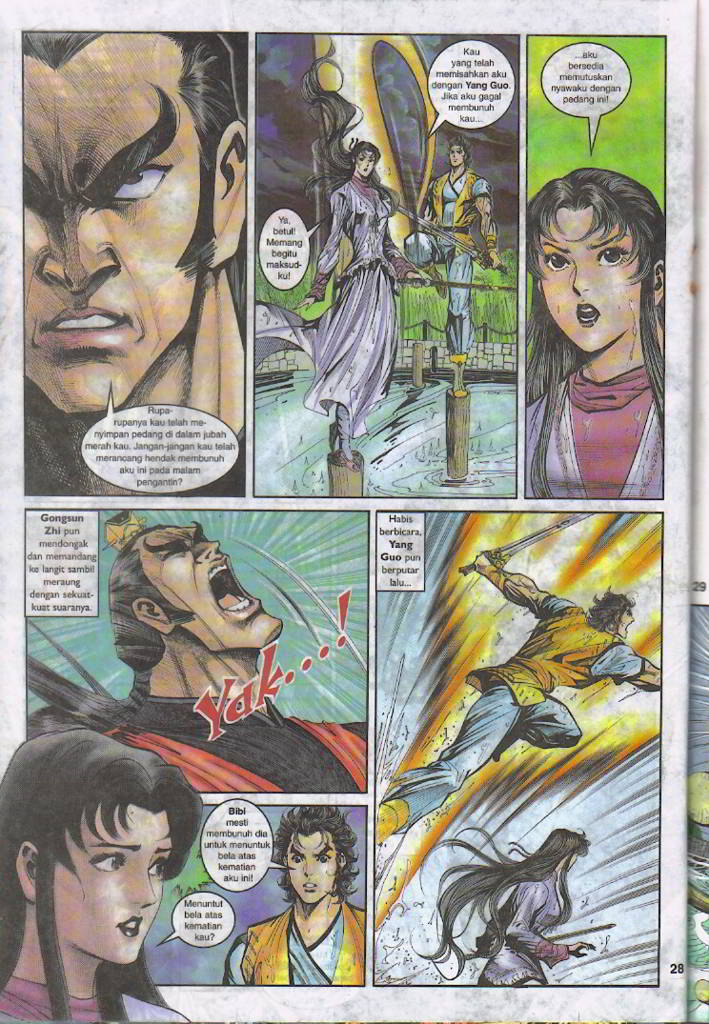 Rupa-
rupanya kau telah me-
nyimpan pedang di dalam jubah
merah kau. Jangan-jangan kau telah
merancang hendak membunuh
aku ini pada malam
pengantin?
Kau
yang telah
memisahkan aku
dengan Yang Guo.
Jika aku gagal
membunuh
kau...
Ya,
betul!
Memang
begitu
maksud-
ku!
...aku
bersedia
memutuskan
nyawaku dengan
pedang ini!
Gongsun
Zhi pun
mendongak
dan memandang
ke langit sambil
meraung
dengan sekuat-
kuat suaranya.
Yak...!
Habis
berbicara,
Yang
Guo pun
berputar
lalu...
Bibi
mesti
membunuh dia
untuk menuntut
bela atas
kematian
aku ini!
Menuntut
bela atas
kematian
kau?
28
29